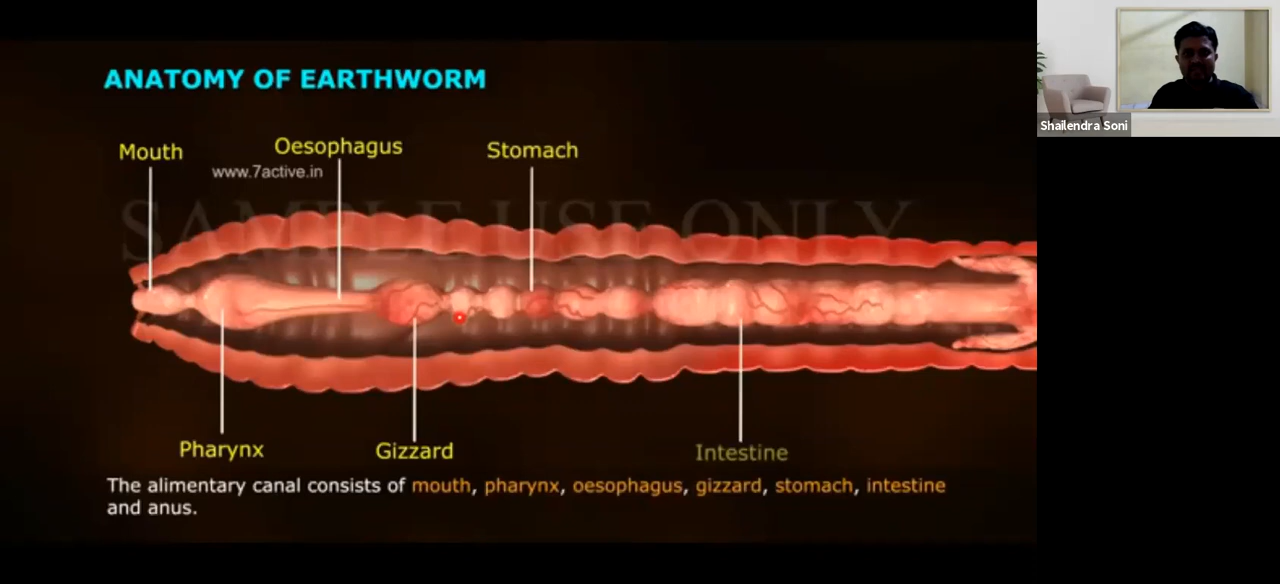 ANATOMY OF EARTHWORM
Mouth
Oesophagus
Stomach
www.7active.in
SAMPLE USE ONLY
Pharynx
Gizzard
Intestine
The alimentary canal consists of mouth, pharynx, oesophagus, gizzard, stomach, intestine
and anus.
Shailendra Soni